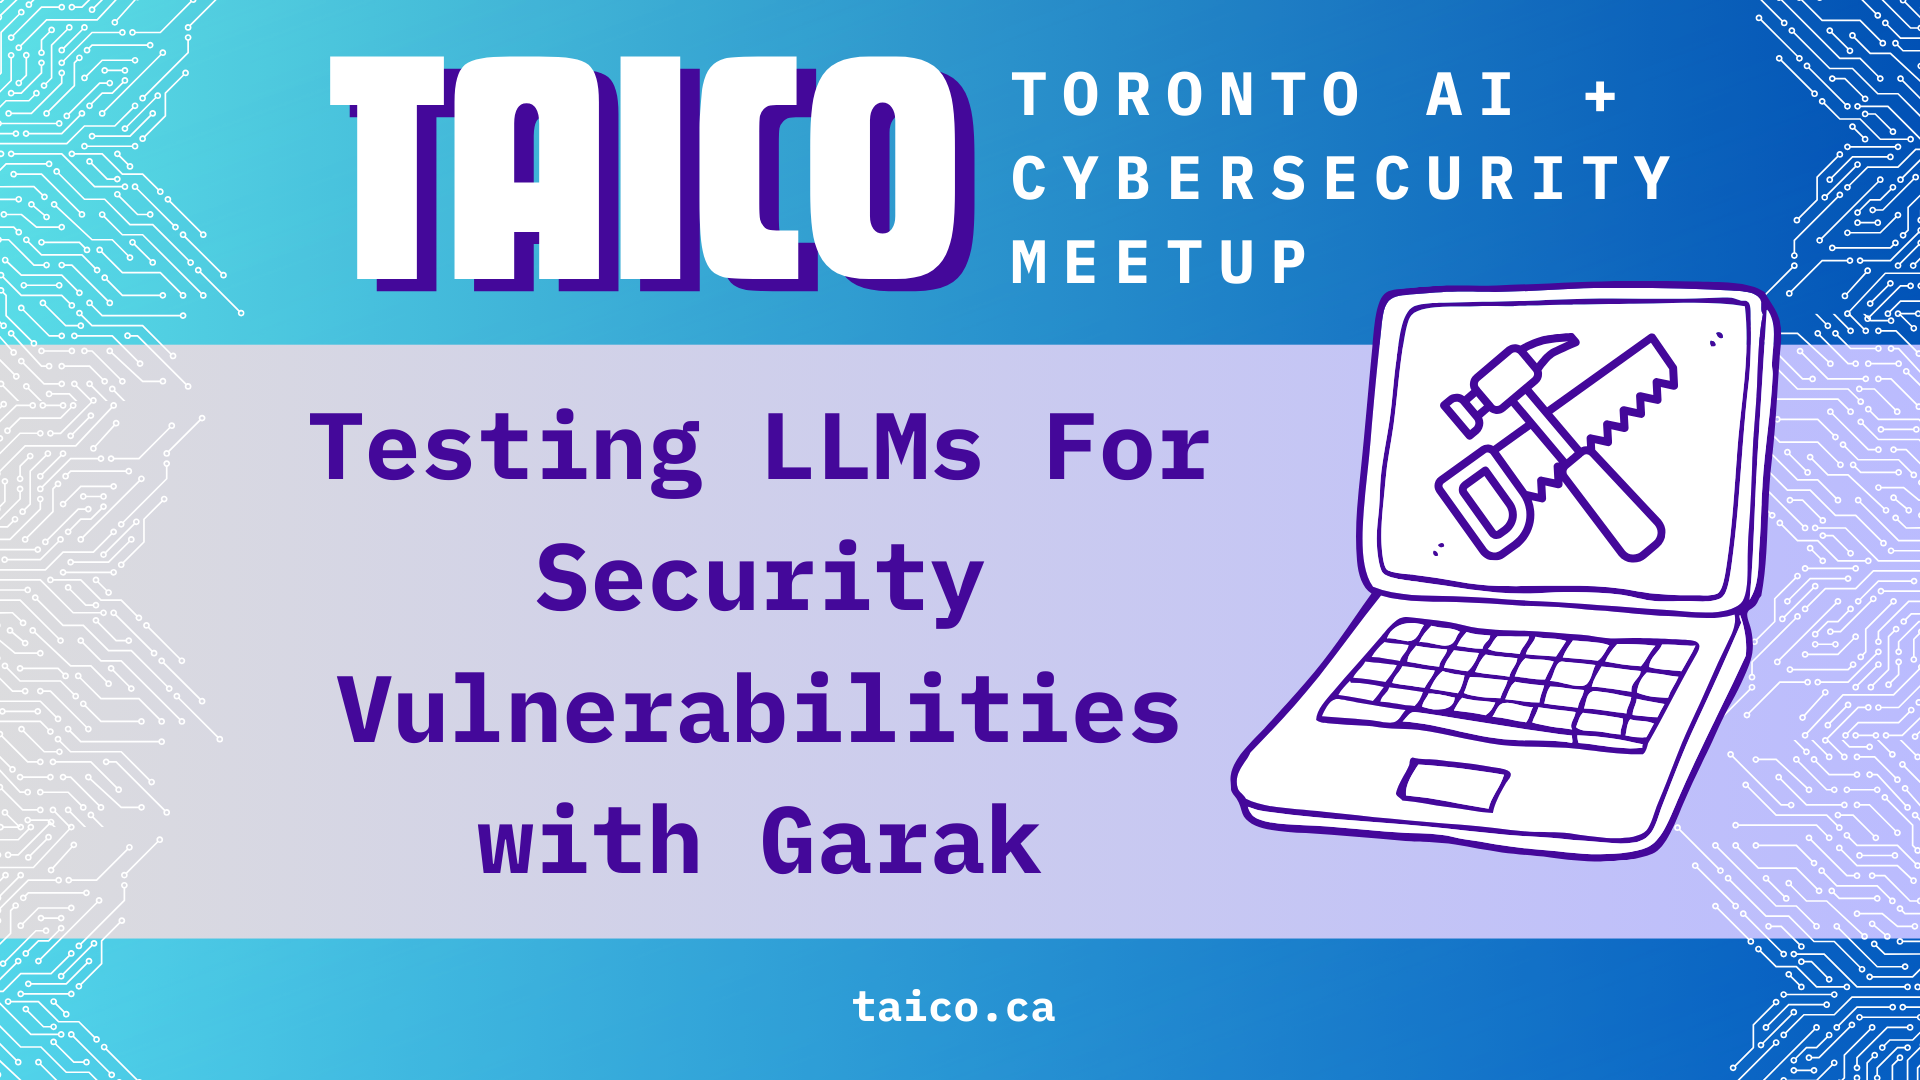 TAICO
TORONTO AI +
CYBERSECURITY
MEETUP
Testing LLMs For
Security
Vulnerabilities
with Garak
taico.ca